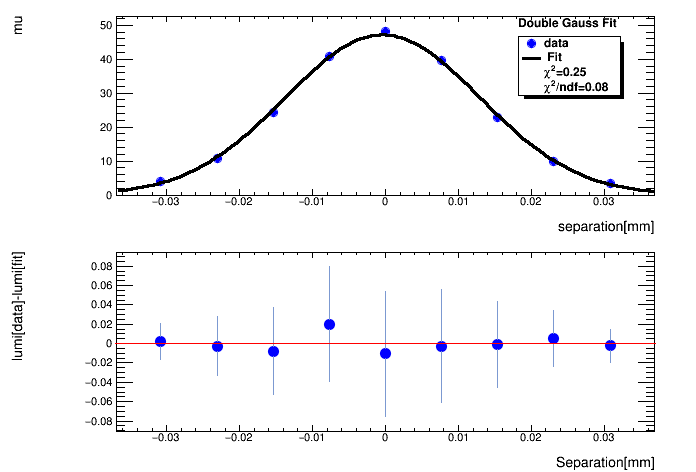 mu
Double Gauss Fit
data
Fit
χ²=0.25
χ²/ndf=0.08
50
40
30
20
10
0
−0.03 −0.02 −0.01 0 0.01 0.02 0.03
separation[mm]
lumi[data]-lumi[fit]
0.08
0.06
0.04
0.02
0
−0.02
−0.04
−0.06
−0.08
−0.03 −0.02 −0.01 0 0.01 0.02 0.03
Separation[mm]